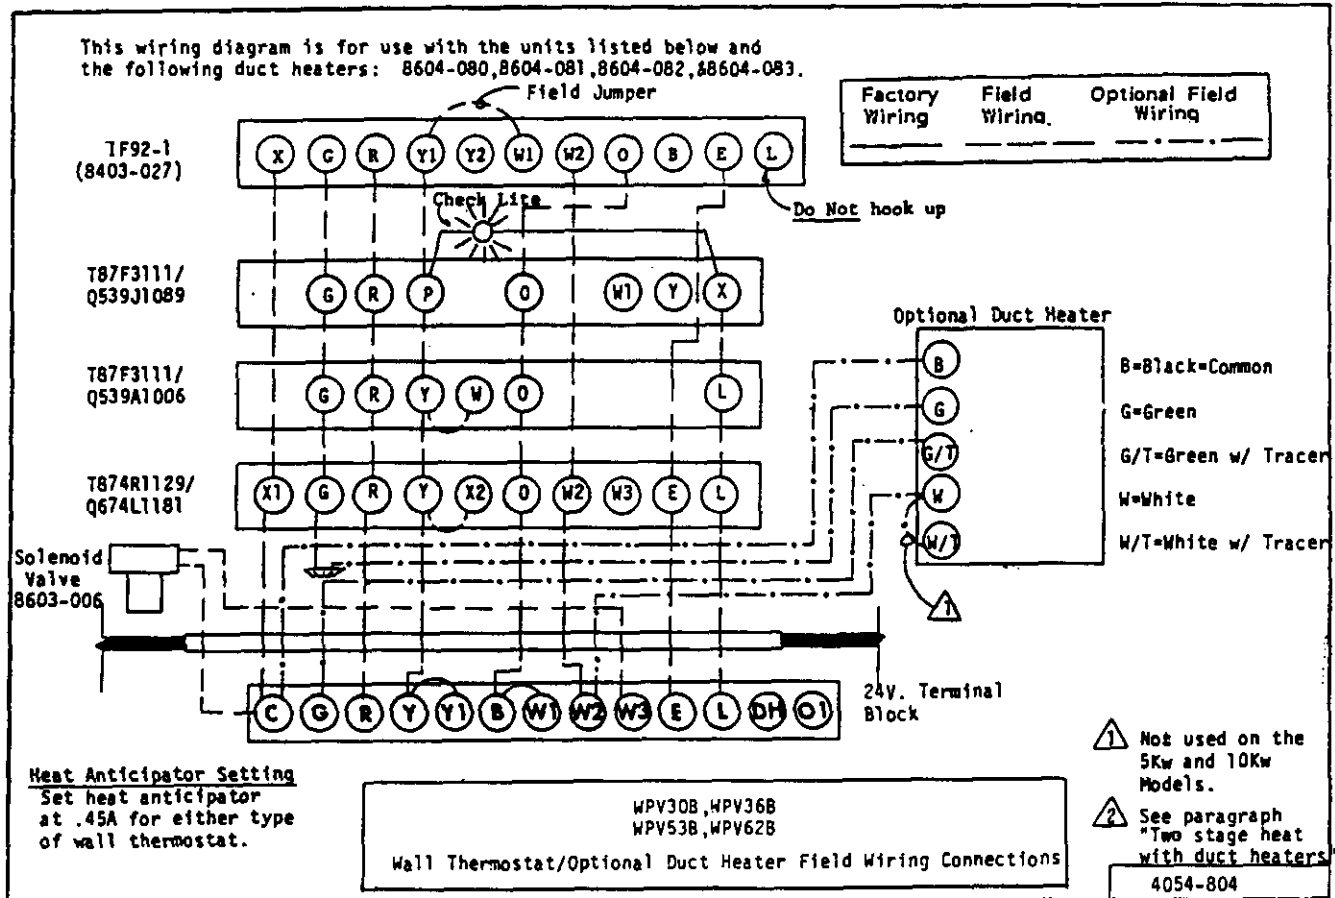 This wiring diagram is for use with the units listed below and
the following duct heaters: 8604-080,8604-081,8604-082,&8604-083.
Field Jumper
Factory Wiring
Field Wiring.
Optional Field Wiring
TF92-1
(8403-027)
X G R Y1 Y2 W1 W2 O B E L
Check Lite
Do Not hook up
T87F3111/
Q539J1089
G R P O W1 Y X
Optional Duct Heater
T87F3111/
Q539A1006
G R Y W O L
B
G
G/T
W
W/T
B=Black=Common
G=Green
G/T=Green w/ Tracer
W=White
W/T=White w/ Tracer
T874R1129/
Q674L1181
X1 G R Y X2 O W2 W3 E L
Solenoid
Valve
8603-006
1
C G R Y Y1 B W1 W2 W3 E L DH O1
24V. Terminal
Block
Heat Anticipator Setting
Set heat anticipator
at .45A for either type
of wall thermostat.
WPV30B,WPV36B
WPV53B,WPV62B
Wall Thermostat/Optional Duct Heater Field Wiring Connections
1 Not used on the
5Kw and 10Kw
Models.
2 See paragraph
"Two stage heat
with duct heaters"
4054-804